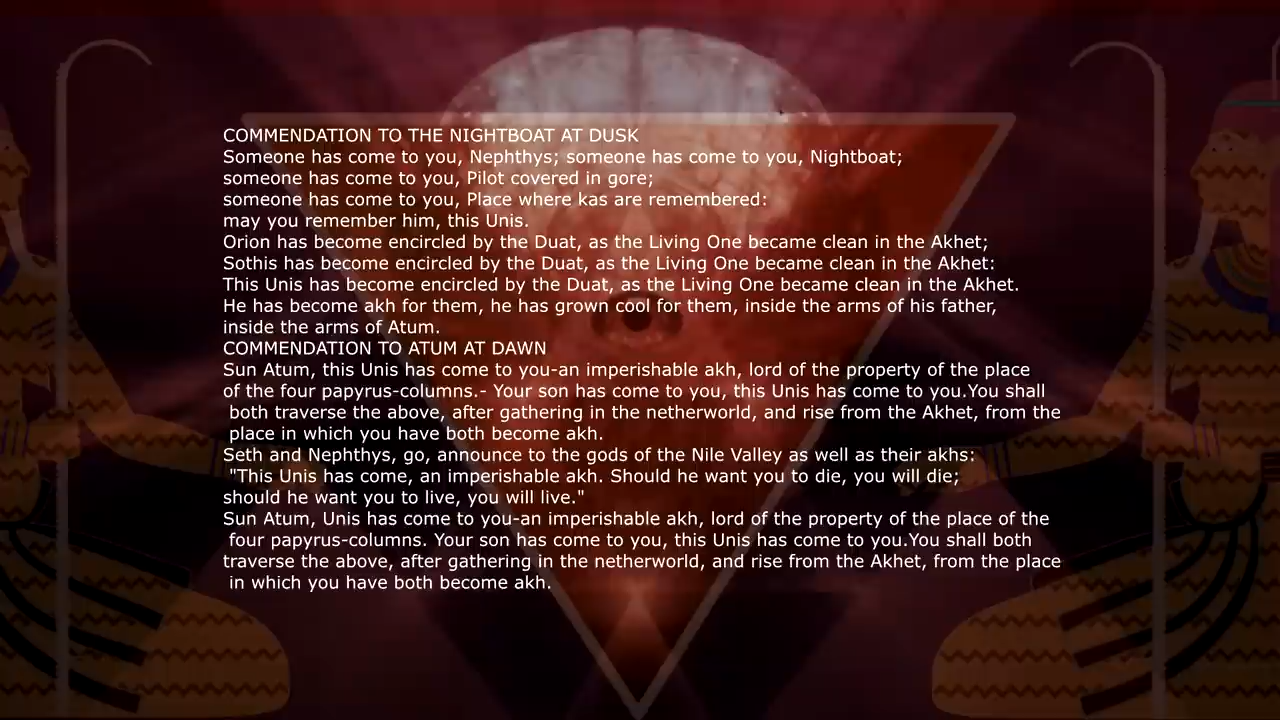 COMMENDATION TO THE NIGHTBOAT AT DUSK
Someone has come to you, Nephthys; someone has come to you, Nightboat;
someone has come to you, Pilot covered in gore;
someone has come to you, Place where kas are remembered:
may you remember him, this Unis.
Orion has become encircled by the Duat, as the Living One became clean in the Akhet;
Sothis has become encircled by the Duat, as the Living One became clean in the Akhet:
This Unis has become encircled by the Duat, as the Living One became clean in the Akhet.
He has become akh for them, he has grown cool for them, inside the arms of his father,
inside the arms of Atum.
COMMENDATION TO ATUM AT DAWN
Sun Atum, this Unis has come to you-an imperishable akh, lord of the property of the place
of the four papyrus-columns.- Your son has come to you, this Unis has come to you.You shall
both traverse the above, after gathering in the netherworld, and rise from the Akhet, from the
place in which you have both become akh.
Seth and Nephthys, go, announce to the gods of the Nile Valley as well as their akhs:
"This Unis has come, an imperishable akh. Should he want you to die, you will die;
should he want you to live, you will live."
Sun Atum, Unis has come to you-an imperishable akh, lord of the property of the place of the
four papyrus-columns. Your son has come to you, this Unis has come to you.You shall both
traverse the above, after gathering in the netherworld, and rise from the Akhet, from the place
in which you have both become akh.